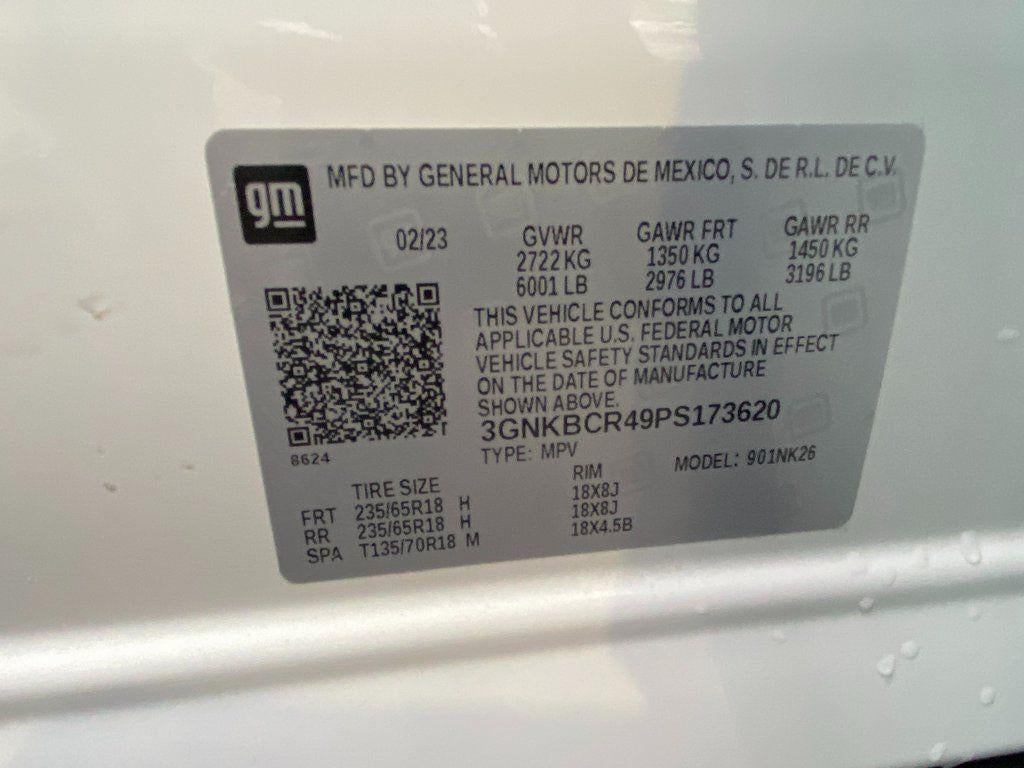 gm
MFD BY GENERAL MOTORS DE MEXICO, S. DE R.L. DE C.V.
02/23
GVWR
2722 KG
6001 LB
GAWR FRT
1350 KG
2976 LB
GAWR RR
1450 KG
3196 LB
THIS VEHICLE CONFORMS TO ALL
APPLICABLE U.S. FEDERAL MOTOR
VEHICLE SAFETY STANDARDS IN EFFECT
ON THE DATE OF MANUFACTURE
SHOWN ABOVE.
3GNKBCR49PS173620
TYPE: MPV
MODEL: 901NK26
8624
TIRE SIZE
RIM
FRT 235/65R18 H 18X8J
RR 235/65R18 H 18X8J
SPA T135/70R18 M 18X4.5B